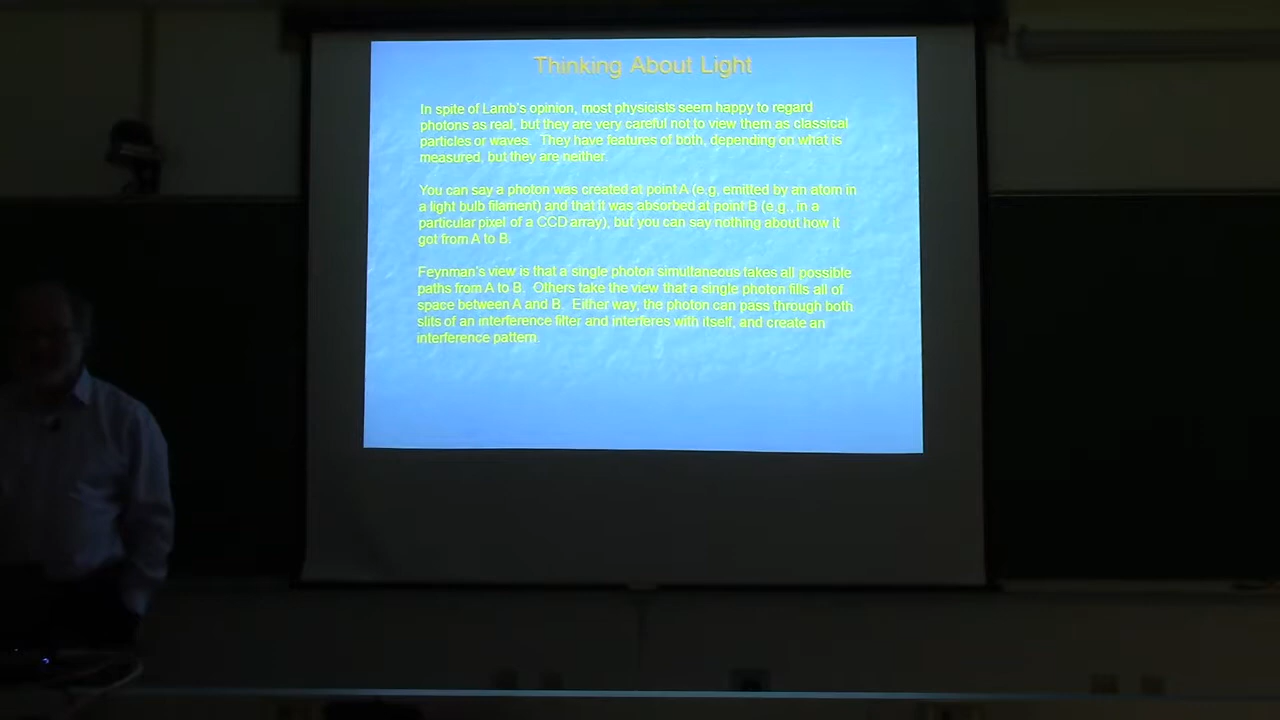 Thinking About Light
In spite of Lamb's opinion, most physicists seem happy to regard
photons as real, but they are very careful not to view them as classical
particles or waves.  They have features of both, depending on what is
measured, but they are neither.
You can say a photon was created at point A (e.g, emitted by an atom in
a light bulb filament) and that it was absorbed at point B (e.g., in a
particular pixel of a CCD array), but you can say nothing about how it
got from A to B.
Feynman's view is that a single photon simultaneous takes all possible
paths from A to B.  Others take the view that a single photon fills all of
space between A and B.  Either way, the photon can pass through both
slits of an interference filter and interferes with itself, and create an
interference pattern.